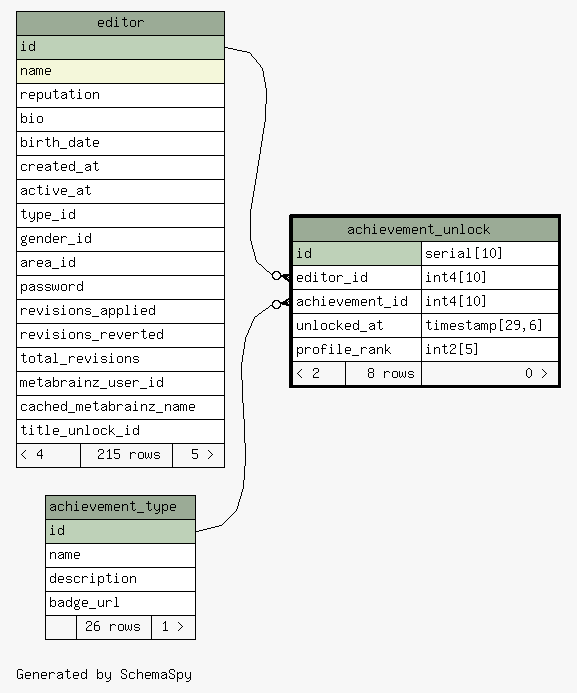 editor
id
name
reputation
bio
birth_date
created_at
active_at
type_id
gender_id
area_id
password
revisions_applied
revisions_reverted
total_revisions
metabrainz_user_id
cached_metabrainz_name
title_unlock_id
< 4 215 rows 5 >
achievement_unlock
id serial[10]
editor_id int4[10]
achievement_id int4[10]
unlocked_at timestamp[29,6]
profile_rank int2[5]
< 2 8 rows 0 >
achievement_type
id
name
description
badge_url
26 rows 1 >
Generated by SchemaSpy